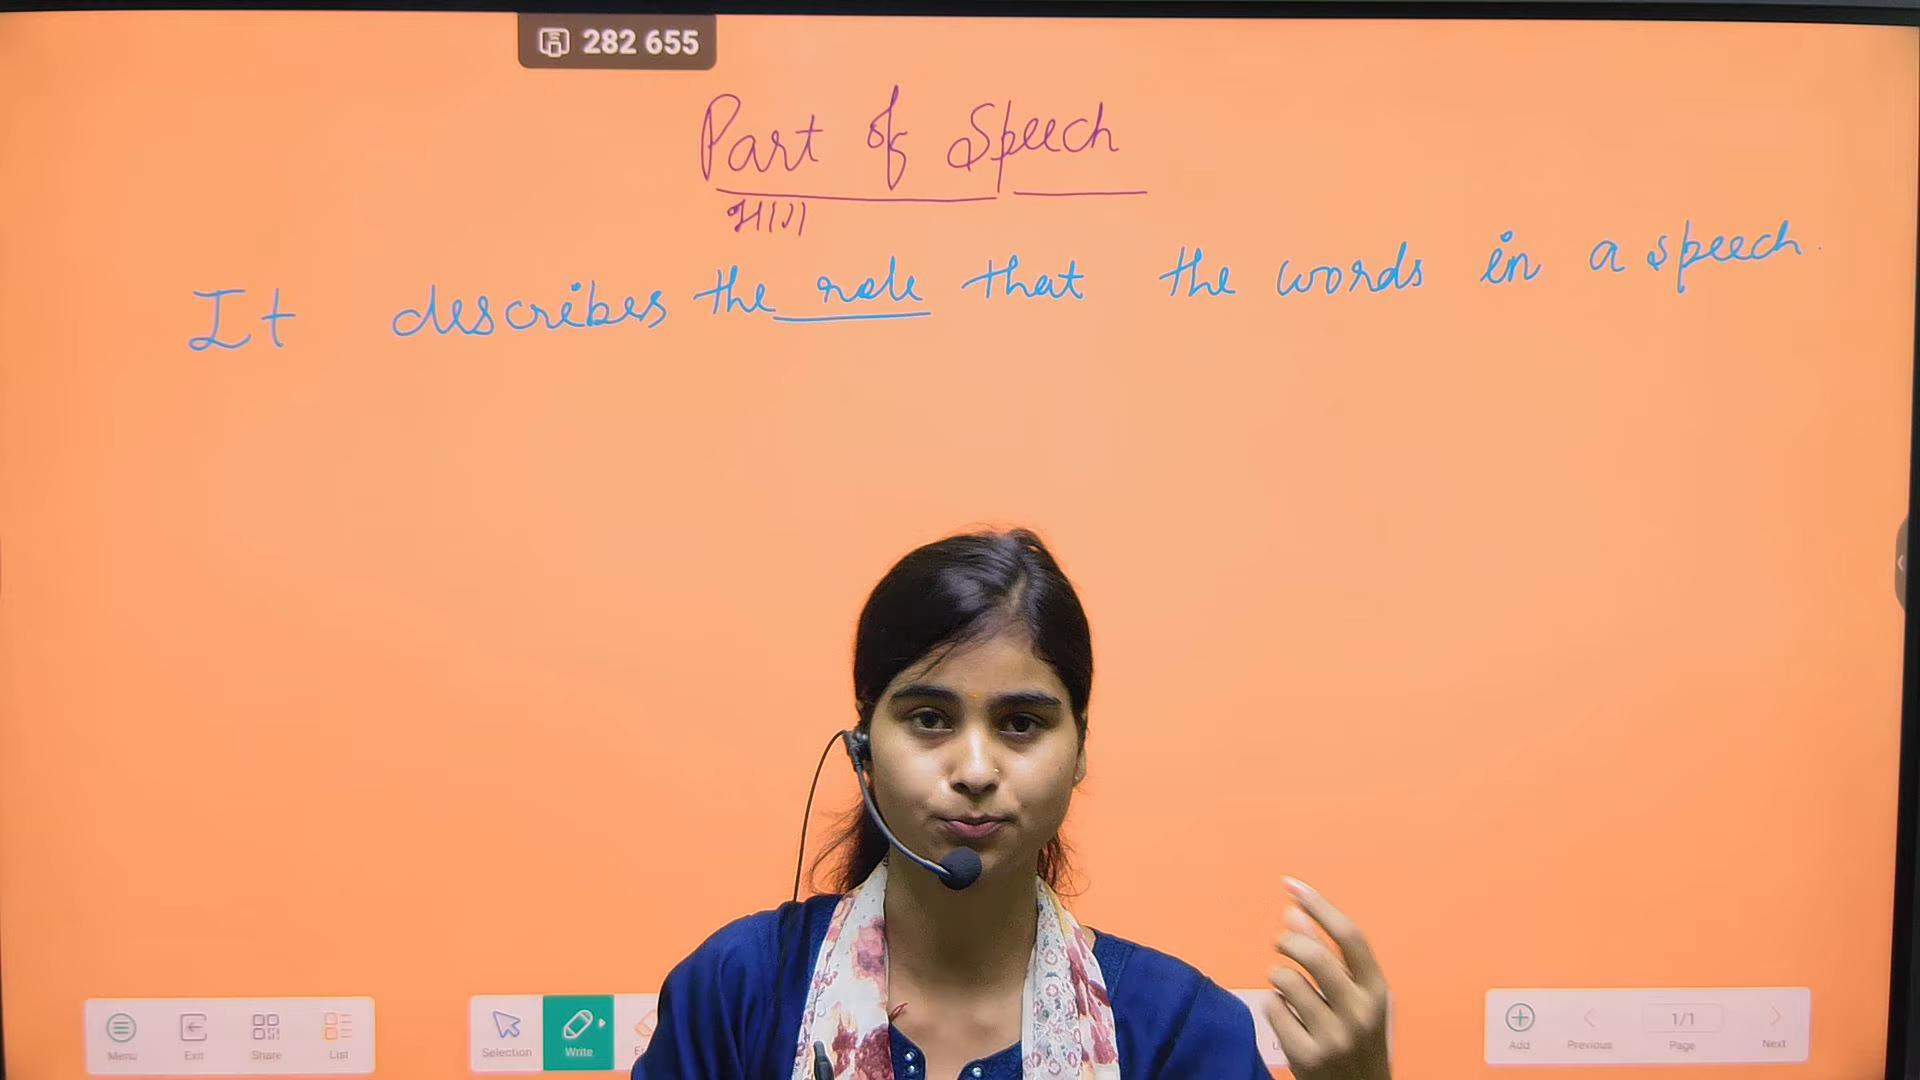 282 655
Part of Speech
भाग
It describes the role that the words in a speech.
Menu Exit Share List Selection Write Add Previous 1/1 Page Next